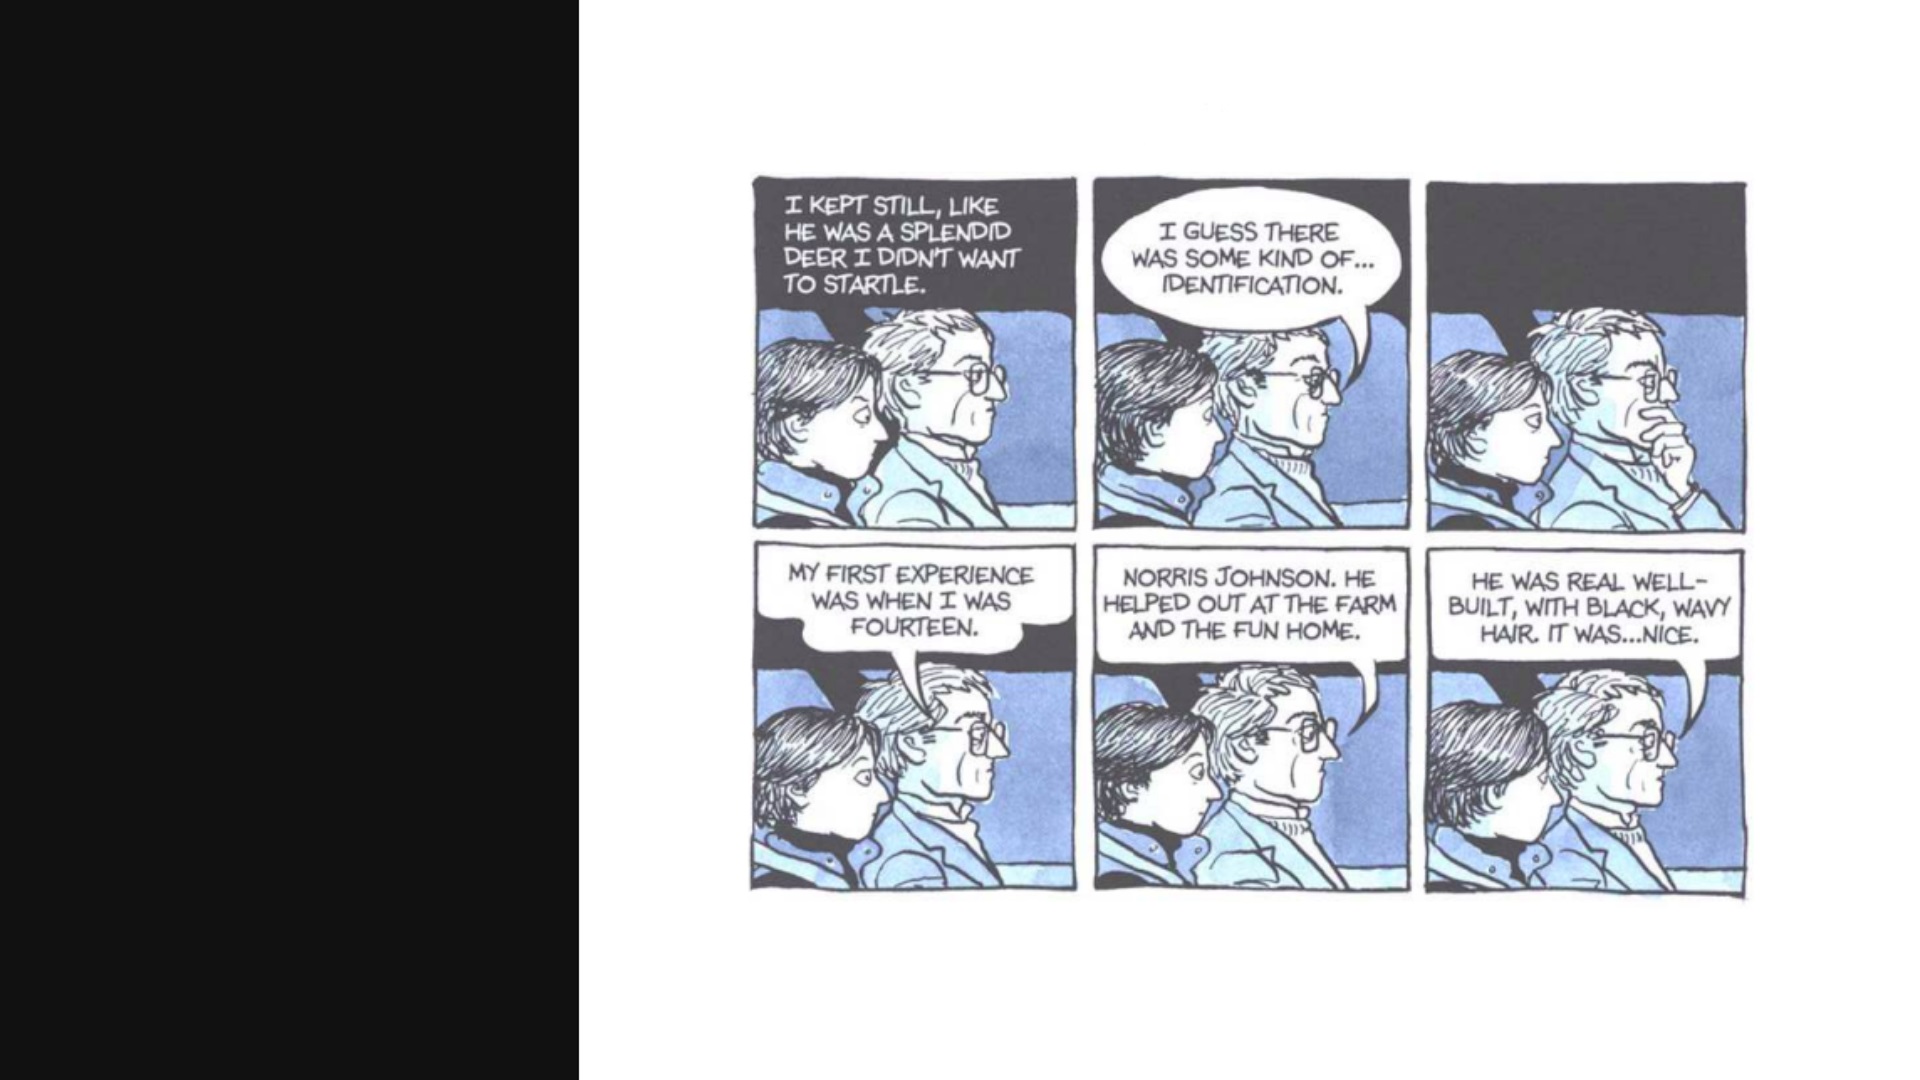 I KEPT STILL, LIKE
HE WAS A SPLENDID
DEER I DIDN'T WANT
TO STARTLE.
I GUESS THERE
WAS SOME KIND OF...
IDENTIFICATION.
MY FIRST EXPERIENCE
WAS WHEN I WAS
FOURTEEN.
NORRIS JOHNSON. HE
HELPED OUT AT THE FARM
AND THE FUN HOME.
HE WAS REAL WELL-
BUILT, WITH BLACK, WAVY
HAIR. IT WAS...NICE.